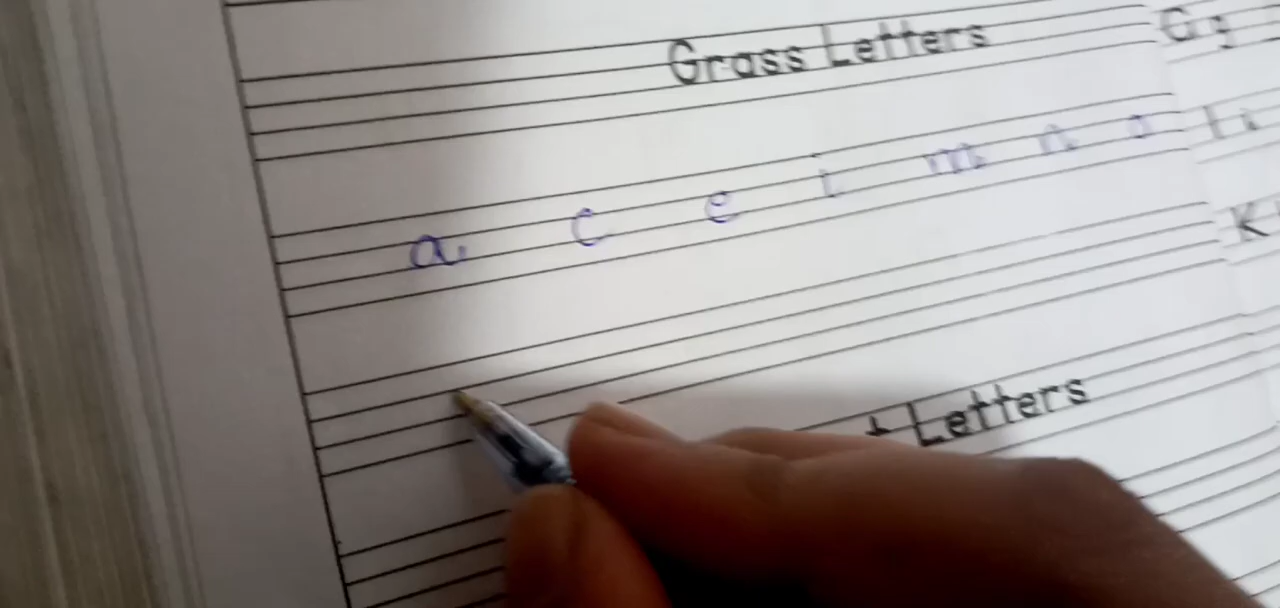 Grass Letters
a c e i m n o
Letters
G g
I i
K